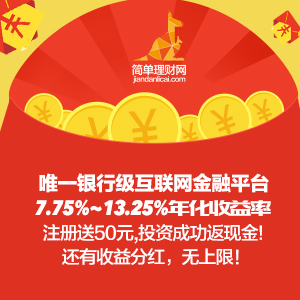 简单理财网
jiandanlicai.com
唯一银行级互联网金融平台
7.75%~13.25%年化收益率
注册送50元,投资成功返现金!
还有收益分红，无上限!